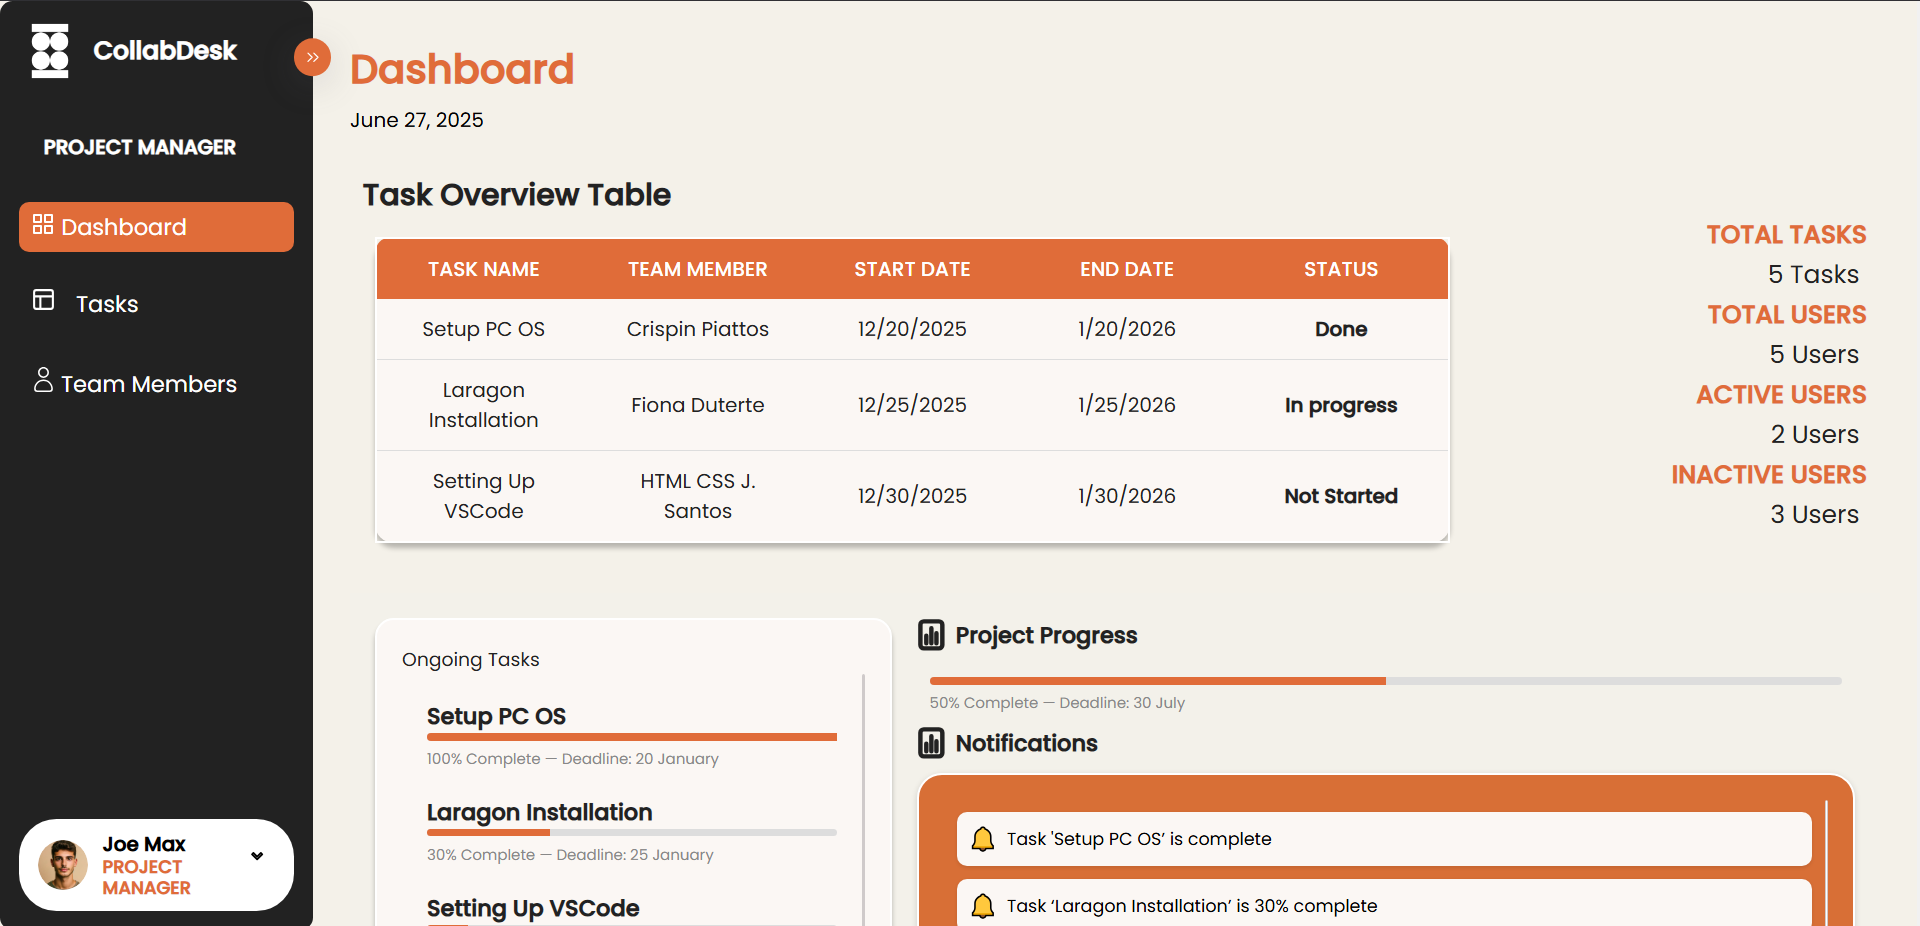 CollabDesk
PROJECT MANAGER
Dashboard
Tasks
Team Members
Joe Max
PROJECT
MANAGER
Dashboard
June 27, 2025
Task Overview Table
TASK NAME TEAM MEMBER START DATE END DATE STATUS
Setup PC OS Crispin Piattos 12/20/2025 1/20/2026 Done
Laragon
Installation Fiona Duterte 12/25/2025 1/25/2026 In progress
Setting Up
VSCode HTML CSS J.
Santos 12/30/2025 1/30/2026 Not Started
TOTAL TASKS
5 Tasks
TOTAL USERS
5 Users
ACTIVE USERS
2 Users
INACTIVE USERS
3 Users
Ongoing Tasks
Setup PC OS
100% Complete — Deadline: 20 January
Laragon Installation
30% Complete — Deadline: 25 January
Setting Up VSCode
Project Progress
50% Complete — Deadline: 30 July
Notifications
Task 'Setup PC OS’ is complete
Task ‘Laragon Installation’ is 30% complete